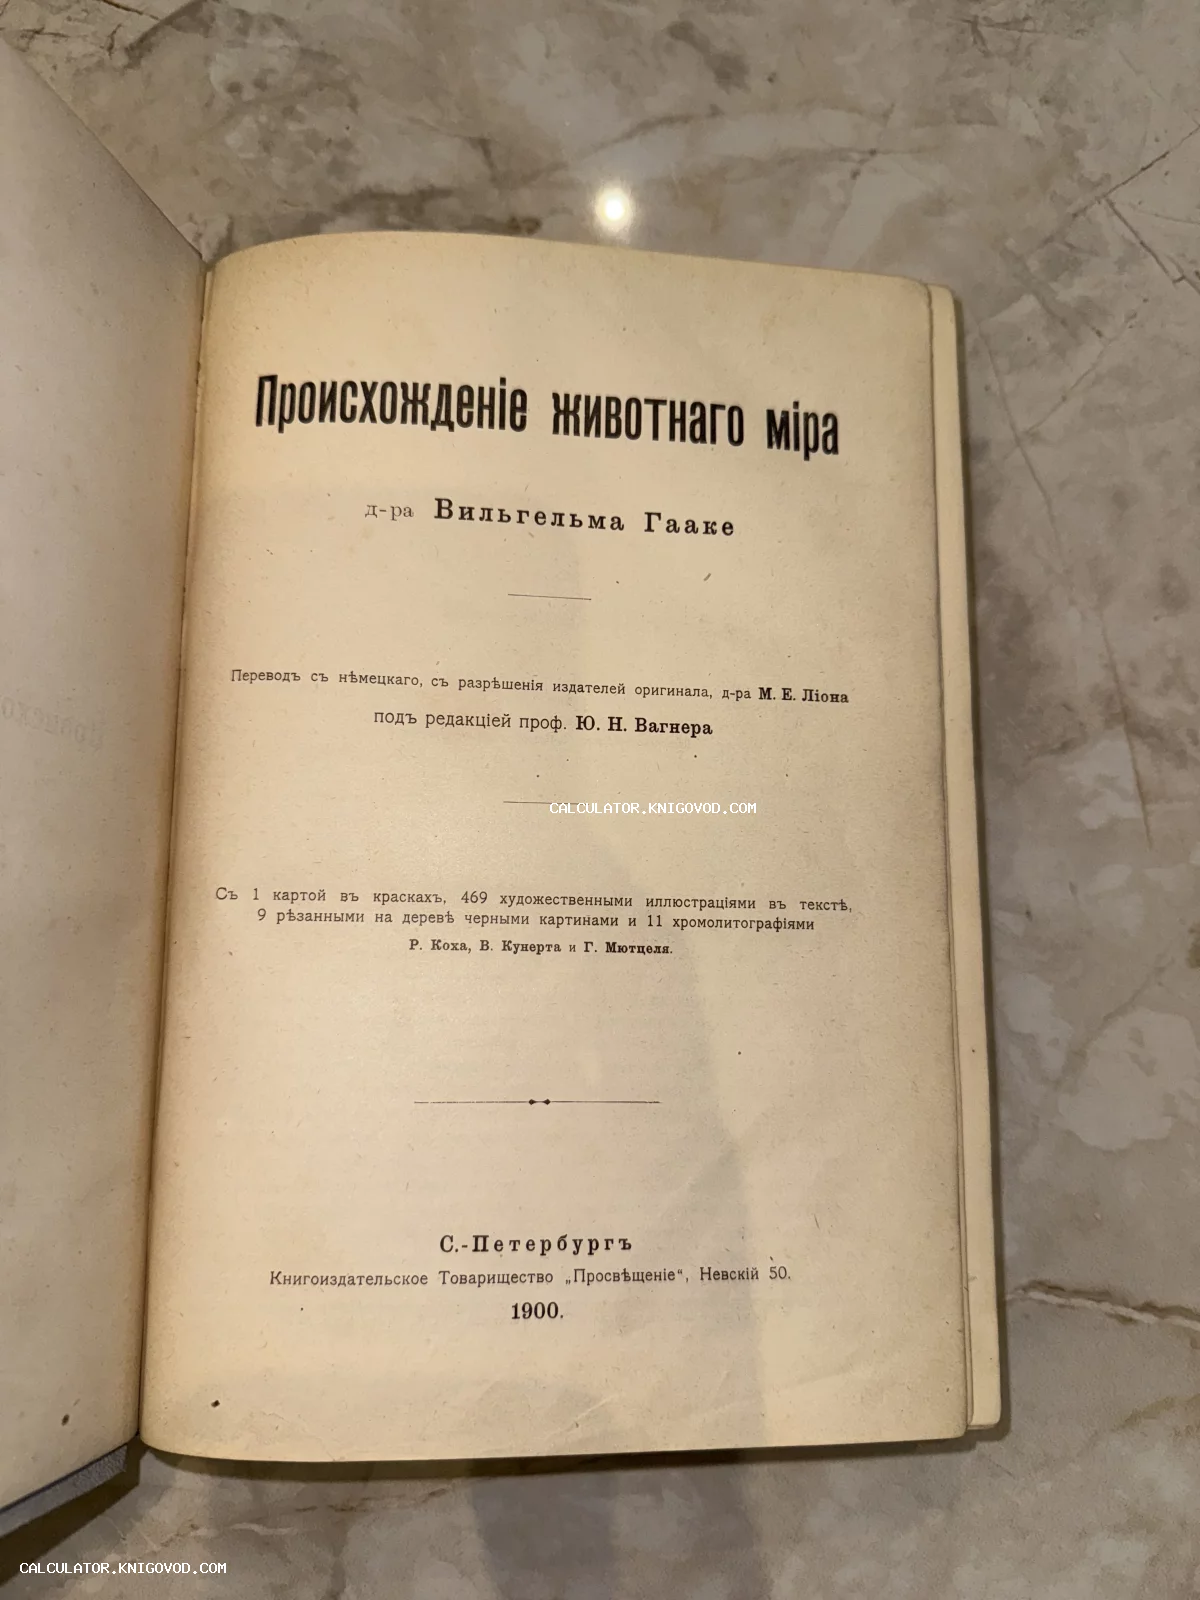 Происхожденіе животнаго міра
д-ра Вильгельма Гааке
Переводъ съ нѣмецкаго, съ разрѣшенія издателей оригинала, д-ра М. Е. Ліона
подъ редакціей проф. Ю. Н. Вагнера
CALCULATOR.KNIGOVOD.COM
Съ 1 картой въ краскахъ, 469 художественными иллюстраціями въ текстѣ,
9 рѣзанными на деревѣ черными картинами и 11 хромолитографіями
Р. Коха, В. Кунерта и Г. Мютцеля.
С.-Петербургъ
Книгоиздательское Товарищество „Просвѣщеніе“, Невскій 50.
1900.
CALCULATOR.KNIGOVOD.COM